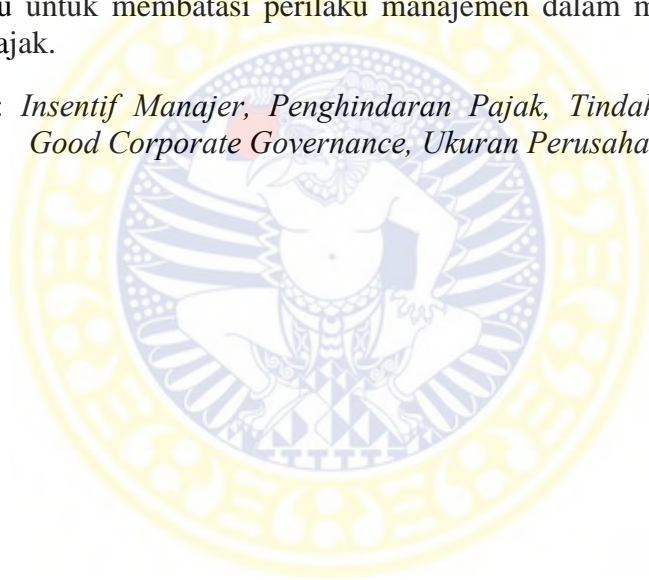 untuk membatasi perilaku manajemen dalam
ajak.
: Insentif Manajer, Penghindaran Pajak, Tindak
Good Corporate Governance, Ukuran Perusaha